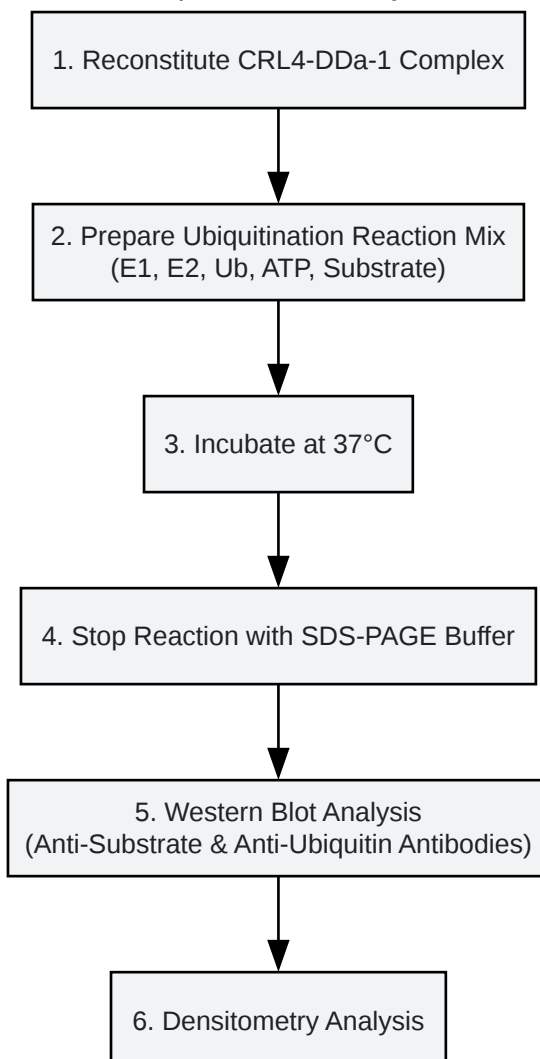 1. Reconstitute CRL4-DDa-1 Complex
2. Prepare Ubiquitination Reaction Mix
(E1, E2, Ub, ATP, Substrate)
3. Incubate at 37°C
4. Stop Reaction with SDS-PAGE Buffer
5. Western Blot Analysis
(Anti-Substrate & Anti-Ubiquitin Antibodies)
6. Densitometry Analysis